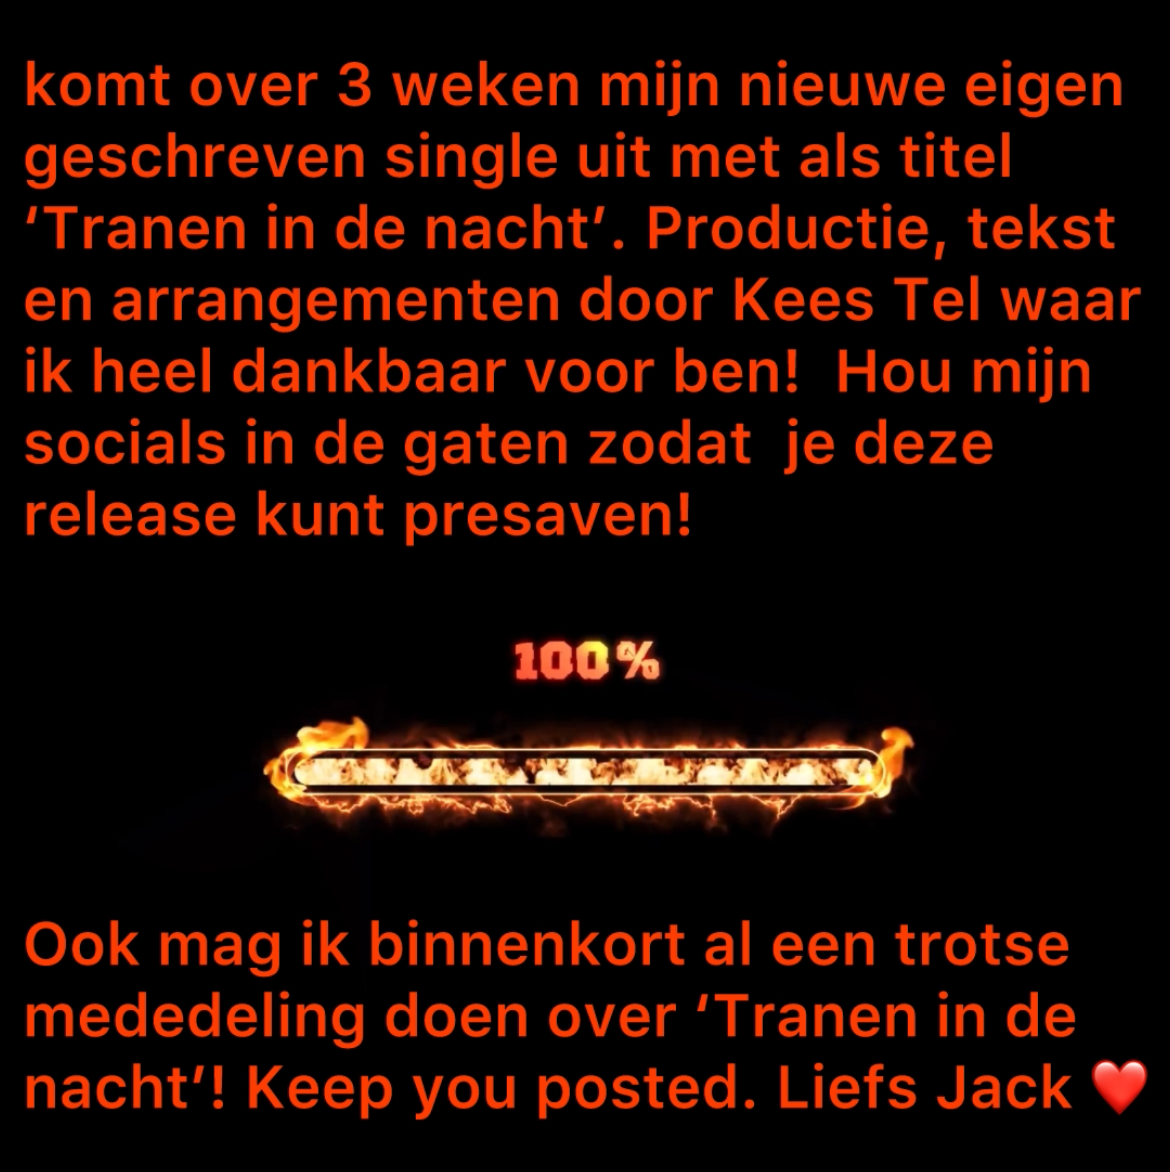 komt over 3 weken mijn nieuwe eigen
geschreven single uit met als titel
‘Tranen in de nacht’. Productie, tekst
en arrangementen door Kees Tel waar
ik heel dankbaar voor ben!  Hou mijn
socials in de gaten zodat  je deze
release kunt presaven!
100%
Ook mag ik binnenkort al een trotse
mededeling doen over ‘Tranen in de
nacht’! Keep you posted. Liefs Jack ❤️